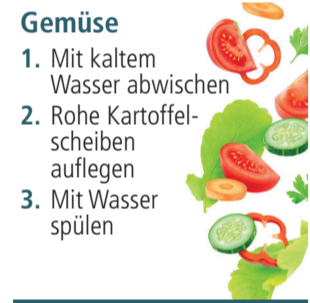 Gemüse
1. Mit kaltem
Wasser abwischen
2. Rohe Kartoffel-
scheiben
auflegen
3. Mit Wasser
spülen